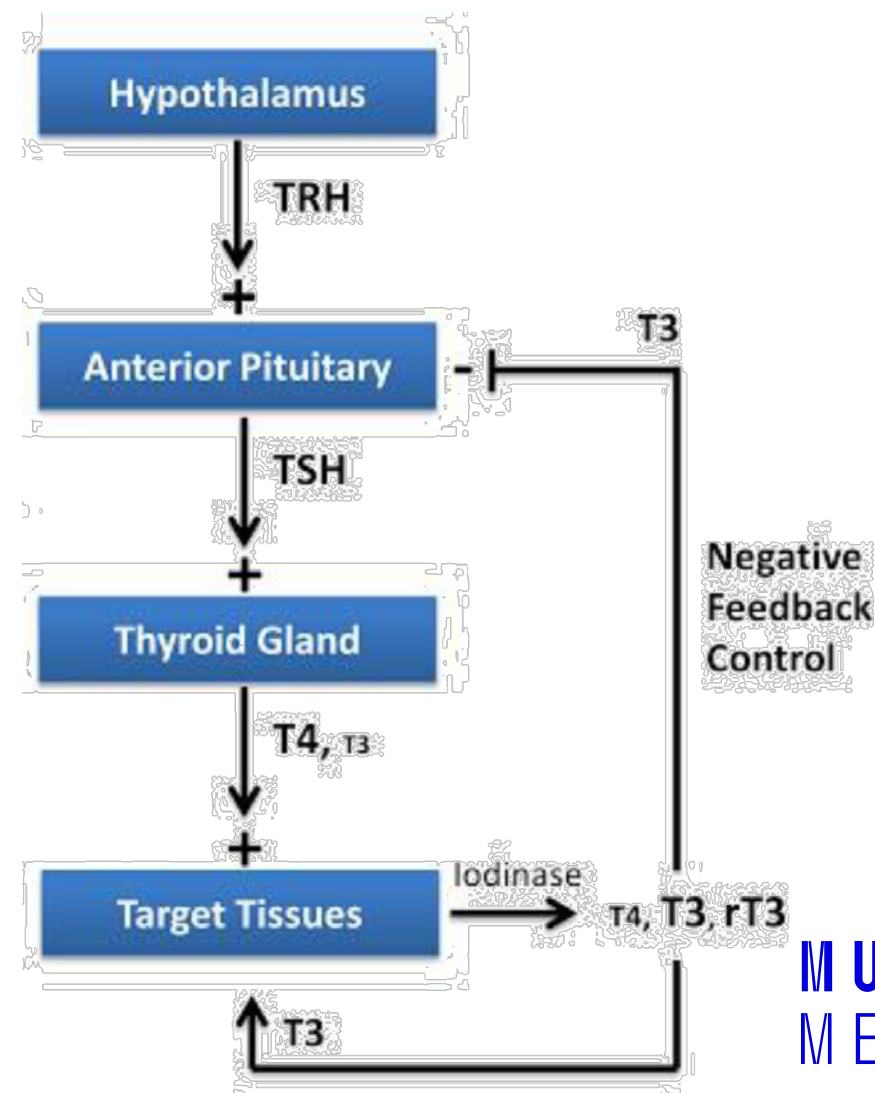 Hypothalamus
TRH
+
T3
Anterior Pituitary -
TSH
+
Negative
Feedback
Control
Thyroid Gland
T4, T3
+
Iodinase
Target Tissues
T4, T3, rT3
T3
M U
M E